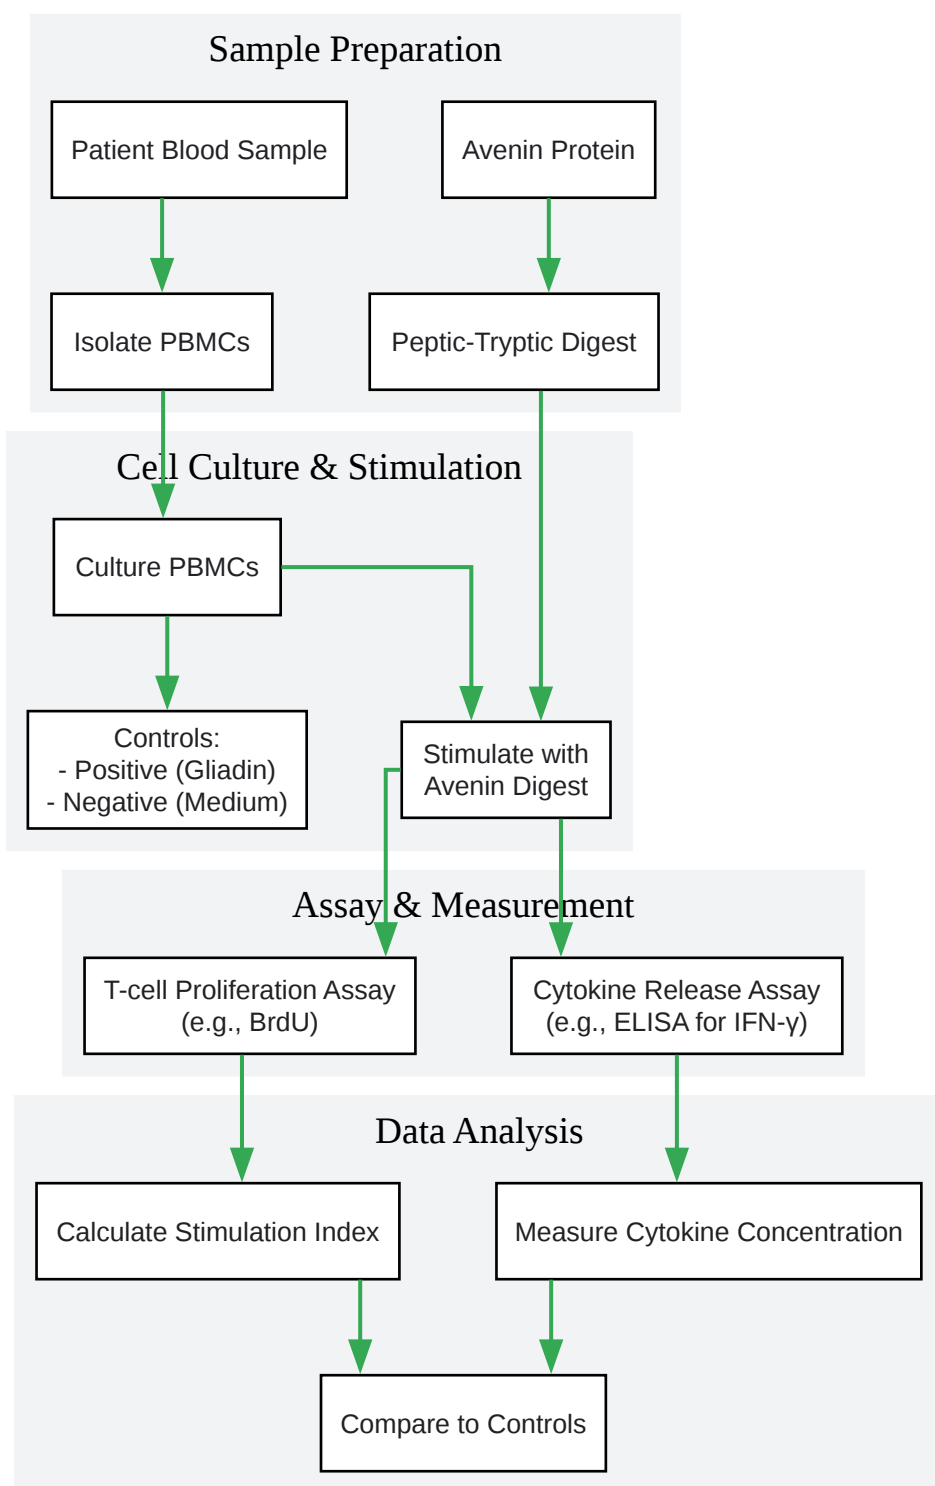 Sample Preparation
Patient Blood Sample
Avenin Protein
Isolate PBMCs
Peptic-Tryptic Digest
Cell Culture & Stimulation
Culture PBMCs
Controls:
- Positive (Gliadin)
- Negative (Medium)
Stimulate with
Avenin Digest
Assay & Measurement
T-cell Proliferation Assay
(e.g., BrdU)
Cytokine Release Assay
(e.g., ELISA for IFN-γ)
Data Analysis
Calculate Stimulation Index
Measure Cytokine Concentration
Compare to Controls